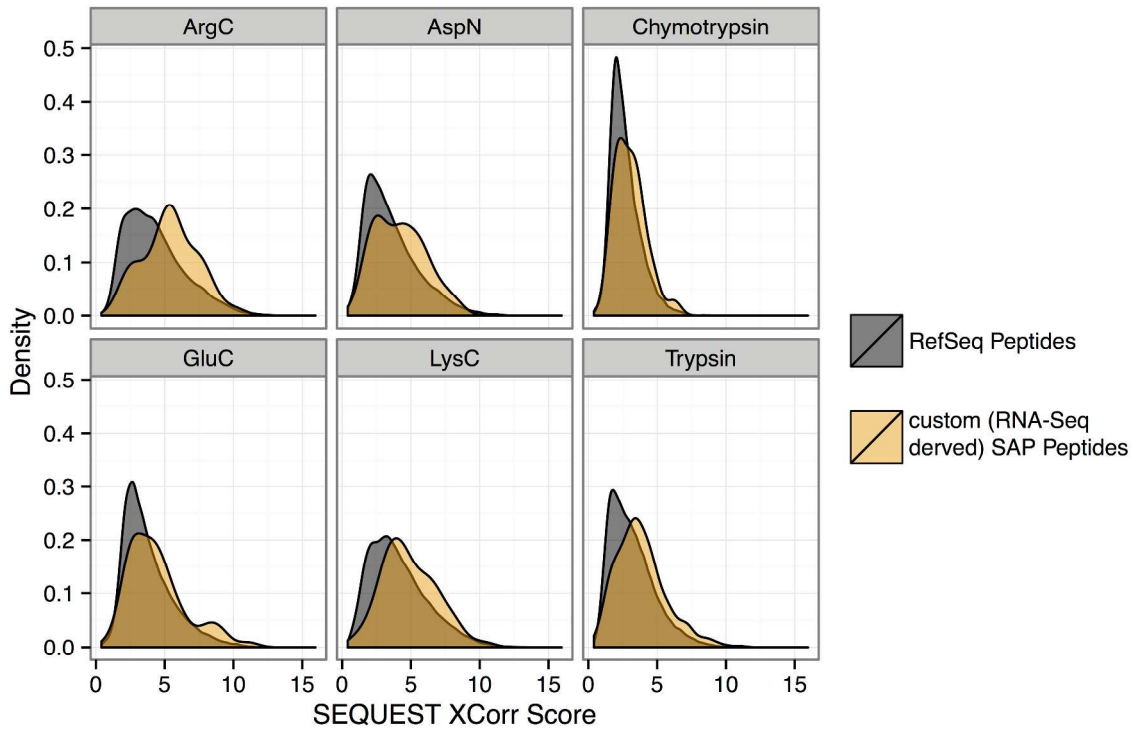 ArgC AspN Chymotrypsin
0.5
0.4
0.3
0.2
0.1
0.0
Density
GluC LysC Trypsin
0.5
0.4
0.3
0.2
0.1
0.0
0 5 10 15 0 5 10 15 0 5 10 15
SEQUEST XCorr Score
RefSeq Peptides
custom (RNA-Seq
derved) SAP Peptides